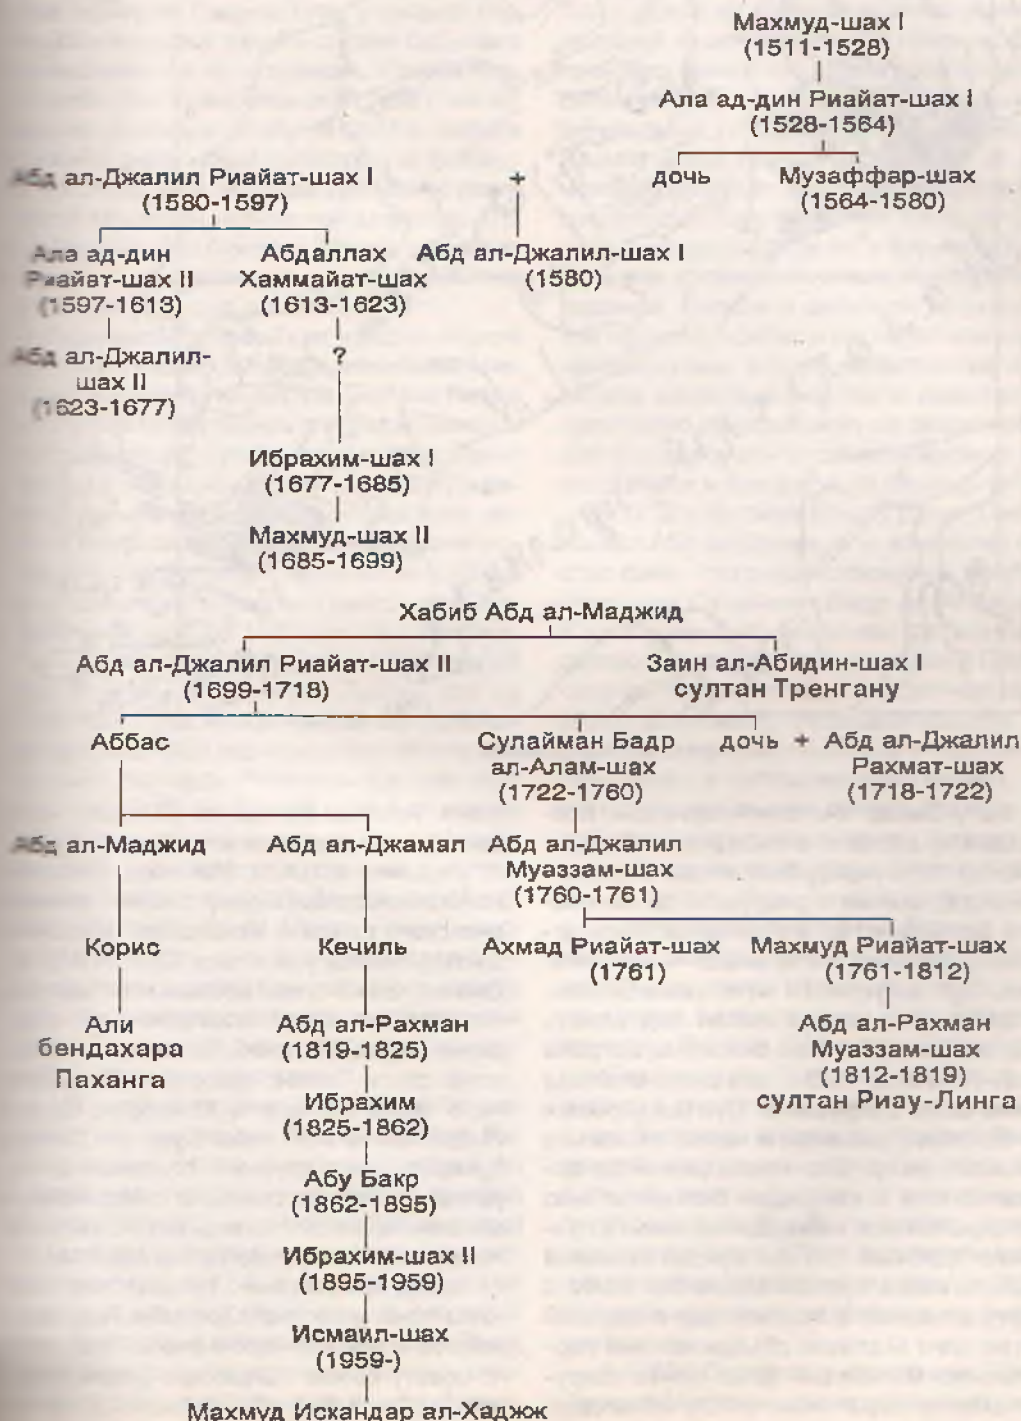 Махмуд-шах I
(1511-1528)
Ала ад-дин Риайат-шах I
(1528-1564)
Абд ал-Джалил Риайат-шах I + дочь Музаффар-шах
(1580-1597) (1564-1580)
Ала ад-дин Абдаллах Абд ал-Джалил-шах I
Риайат-шах II Хаммайат-шах (1580)
(1597-1613) (1613-1623)
Абд ал-Джалил- ?
шах II
(1623-1677)
Ибрахим-шах I
(1677-1685)
Махмуд-шах II
(1685-1699)
Хабиб Абд ал-Маджид
Абд ал-Джалил Риайат-шах II Заин ал-Абидин-шах I
(1699-1718) султан Тренгану
Аббас Сулайман Бадр дочь + Абд ал-Джалил
ал-Алам-шах Рахмат-шах
(1722-1760) (1718-1722)
Абд ал-Маджид Абд ал-Джамал Абд ал-Джалил
Муаззам-шах
(1760-1761)
Корис Кечиль Ахмад Риайат-шах Махмуд Риайат-шах
(1761) (1761-1812)
Али Абд ал-Рахман Абд ал-Рахман
бендахара (1819-1825) Муаззам-шах
Паханга (1812-1819)
Ибрахим султан Риау-Линга
(1825-1862)
Абу Бакр
(1862-1895)
Ибрахим-шах II
(1895-1959)
Исмаил-шах
(1959-)
Махмуд Искандар ал-Хаджж